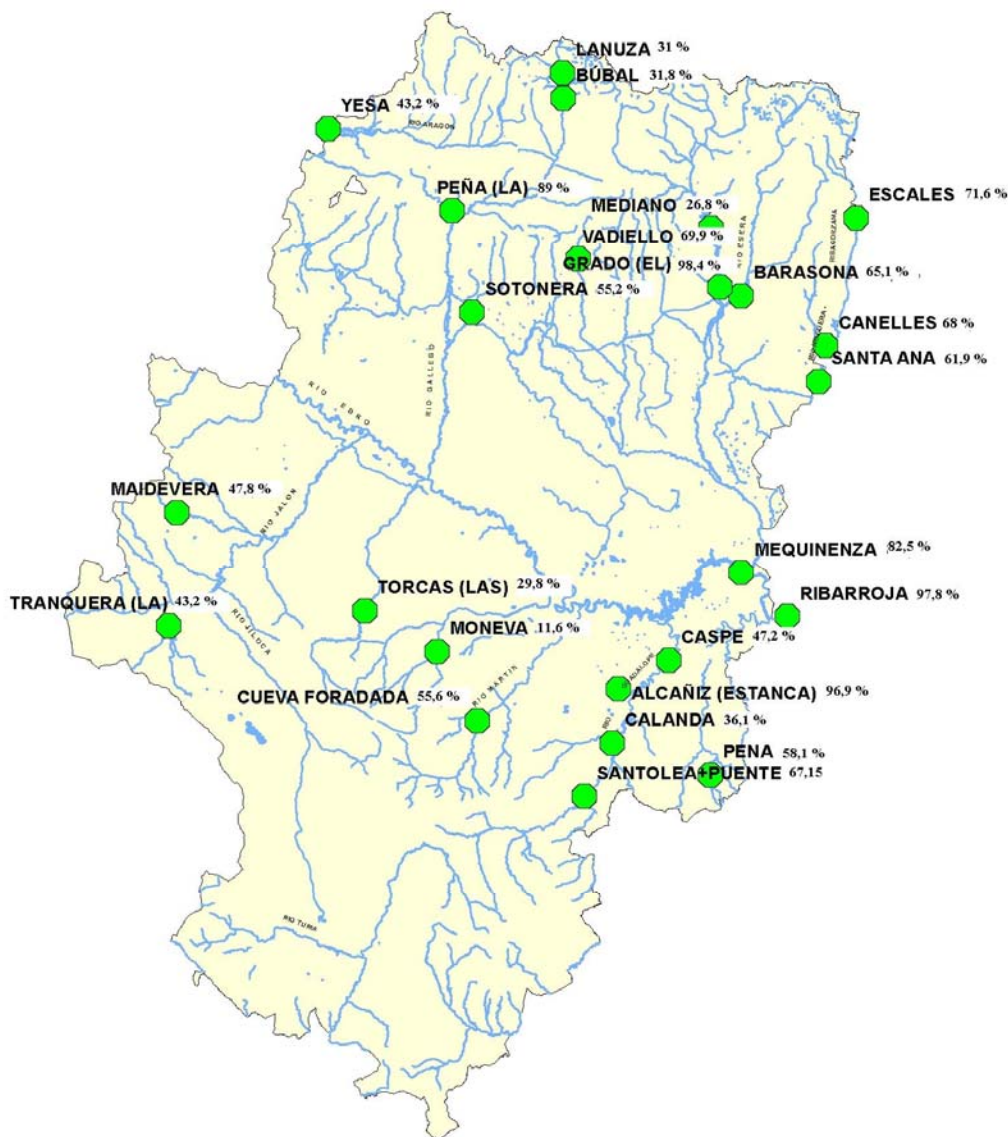 LANUZA 31 %
BÚBAL 31,8 %
YESA 43,2 %
RIO ARAGON
PEÑA (LA) 89 %
ESCALES 71,6 %
MEDIANO 26,8 %
VADIELLO 69,9 %
RIO ESERA
GRADO (EL) 98,4 %
BARASONA 65,1 %
SOTONERA 55,2 %
CANELLES 68 %
SANTA ANA 61,9 %
RIO GALLEGO
RIO EBRO
MAIDEVERA 47,8 %
RIO JALON
MEQUINENZA 82,5 %
TORCAS (LAS) 29,8 %
RIBARROJA 97,8 %
TRANQUERA (LA) 43,2 %
RIO JILOCA
MONEVA 11,6 %
CASPE 47,2 %
CUEVA FORADADA 55,6 %
RIO MARTIN
RIO GUADALOPE
ALCAÑIZ (ESTANCA) 96,9 %
CALANDA 36,1 %
PENA 58,1 %
SANTOLEA+PUENTE 67,15
RIO TURIA